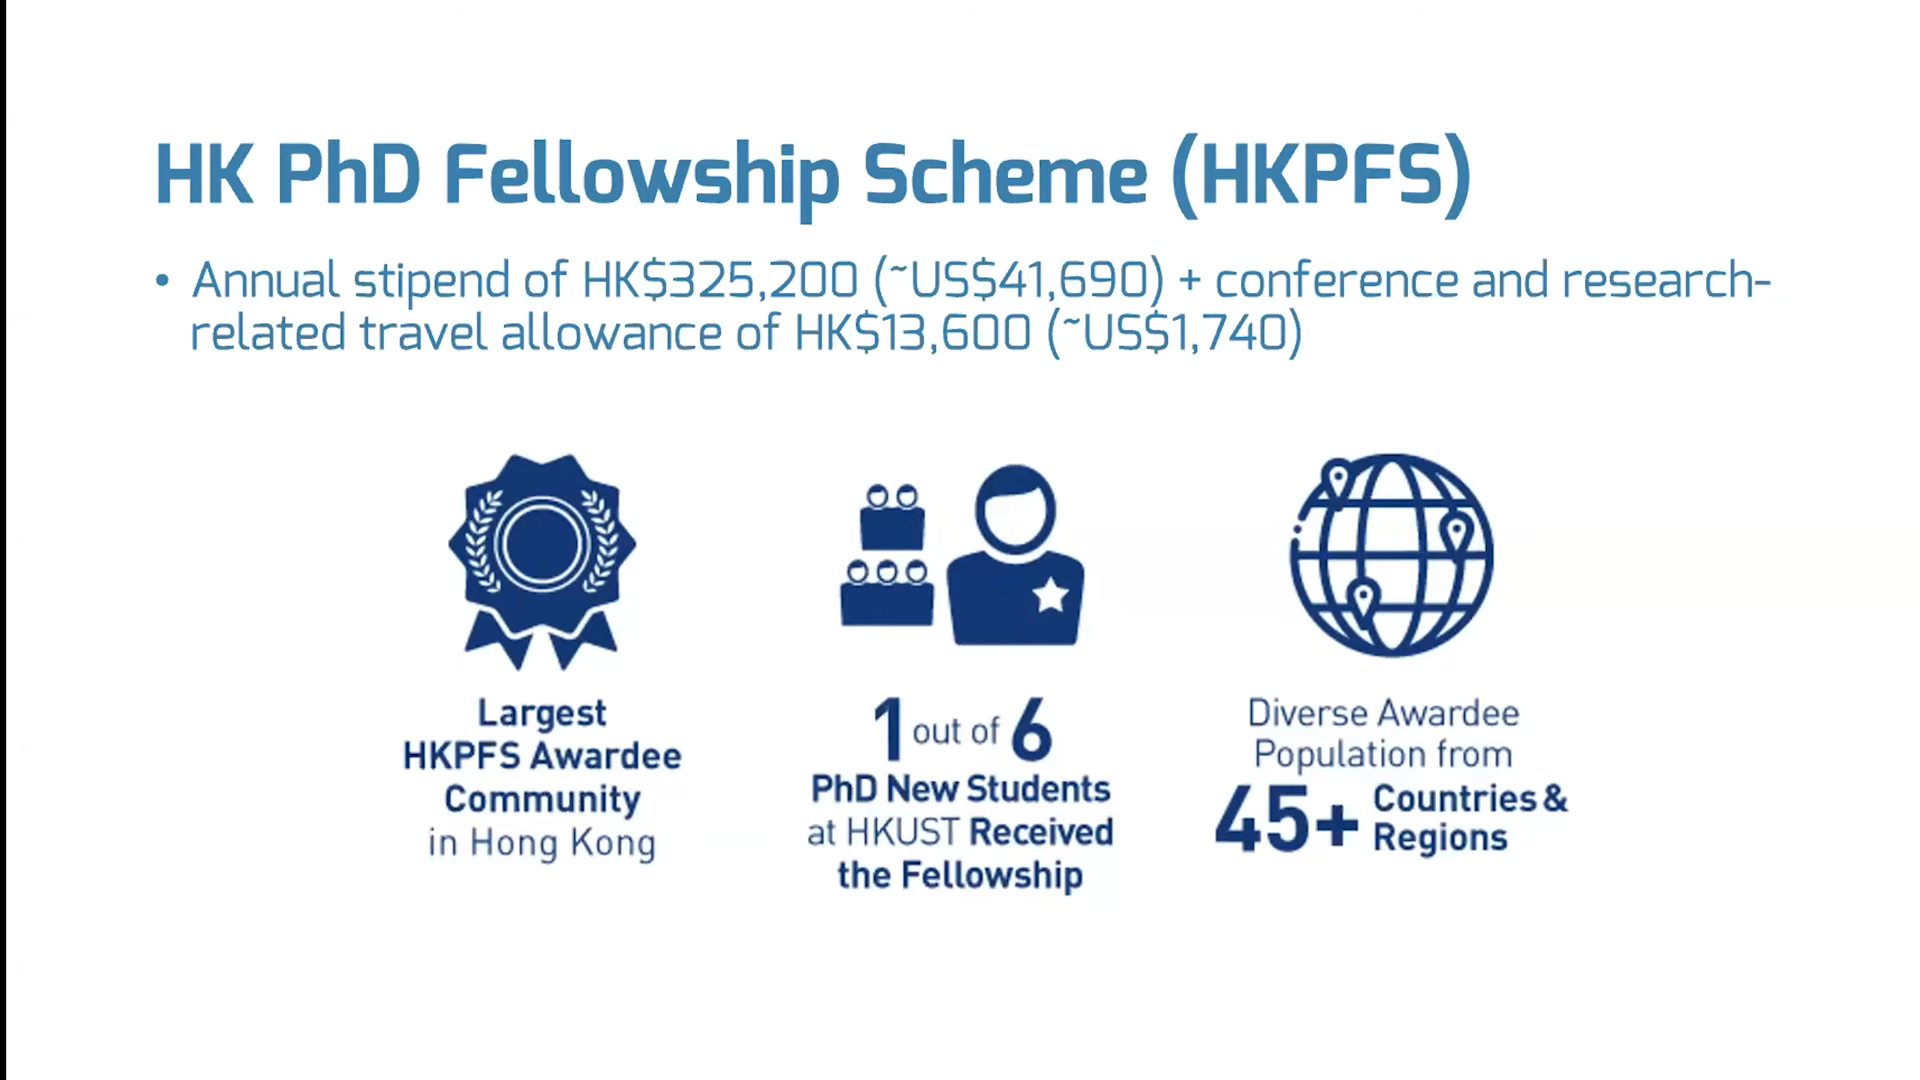 HK PhD Fellowship Scheme (HKPFS)
• Annual stipend of HK$325,200 (~US$41,690) + conference and research-
related travel allowance of HK$13,600 (~US$1,740)
Largest
HKPFS Awardee
Community
in Hong Kong
1 out of 6
PhD New Students
at HKUST Received
the Fellowship
Diverse Awardee
Population from
45+ Countries &
Regions